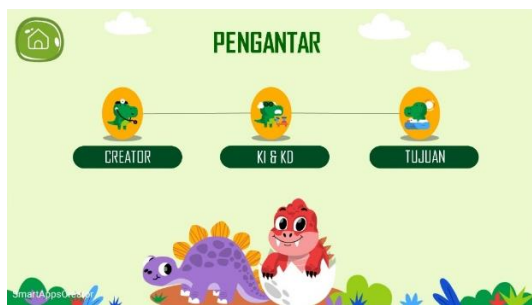 PENGANTAR
CREATOR
KI & KD
TUJUAN
SmartAppsCreator